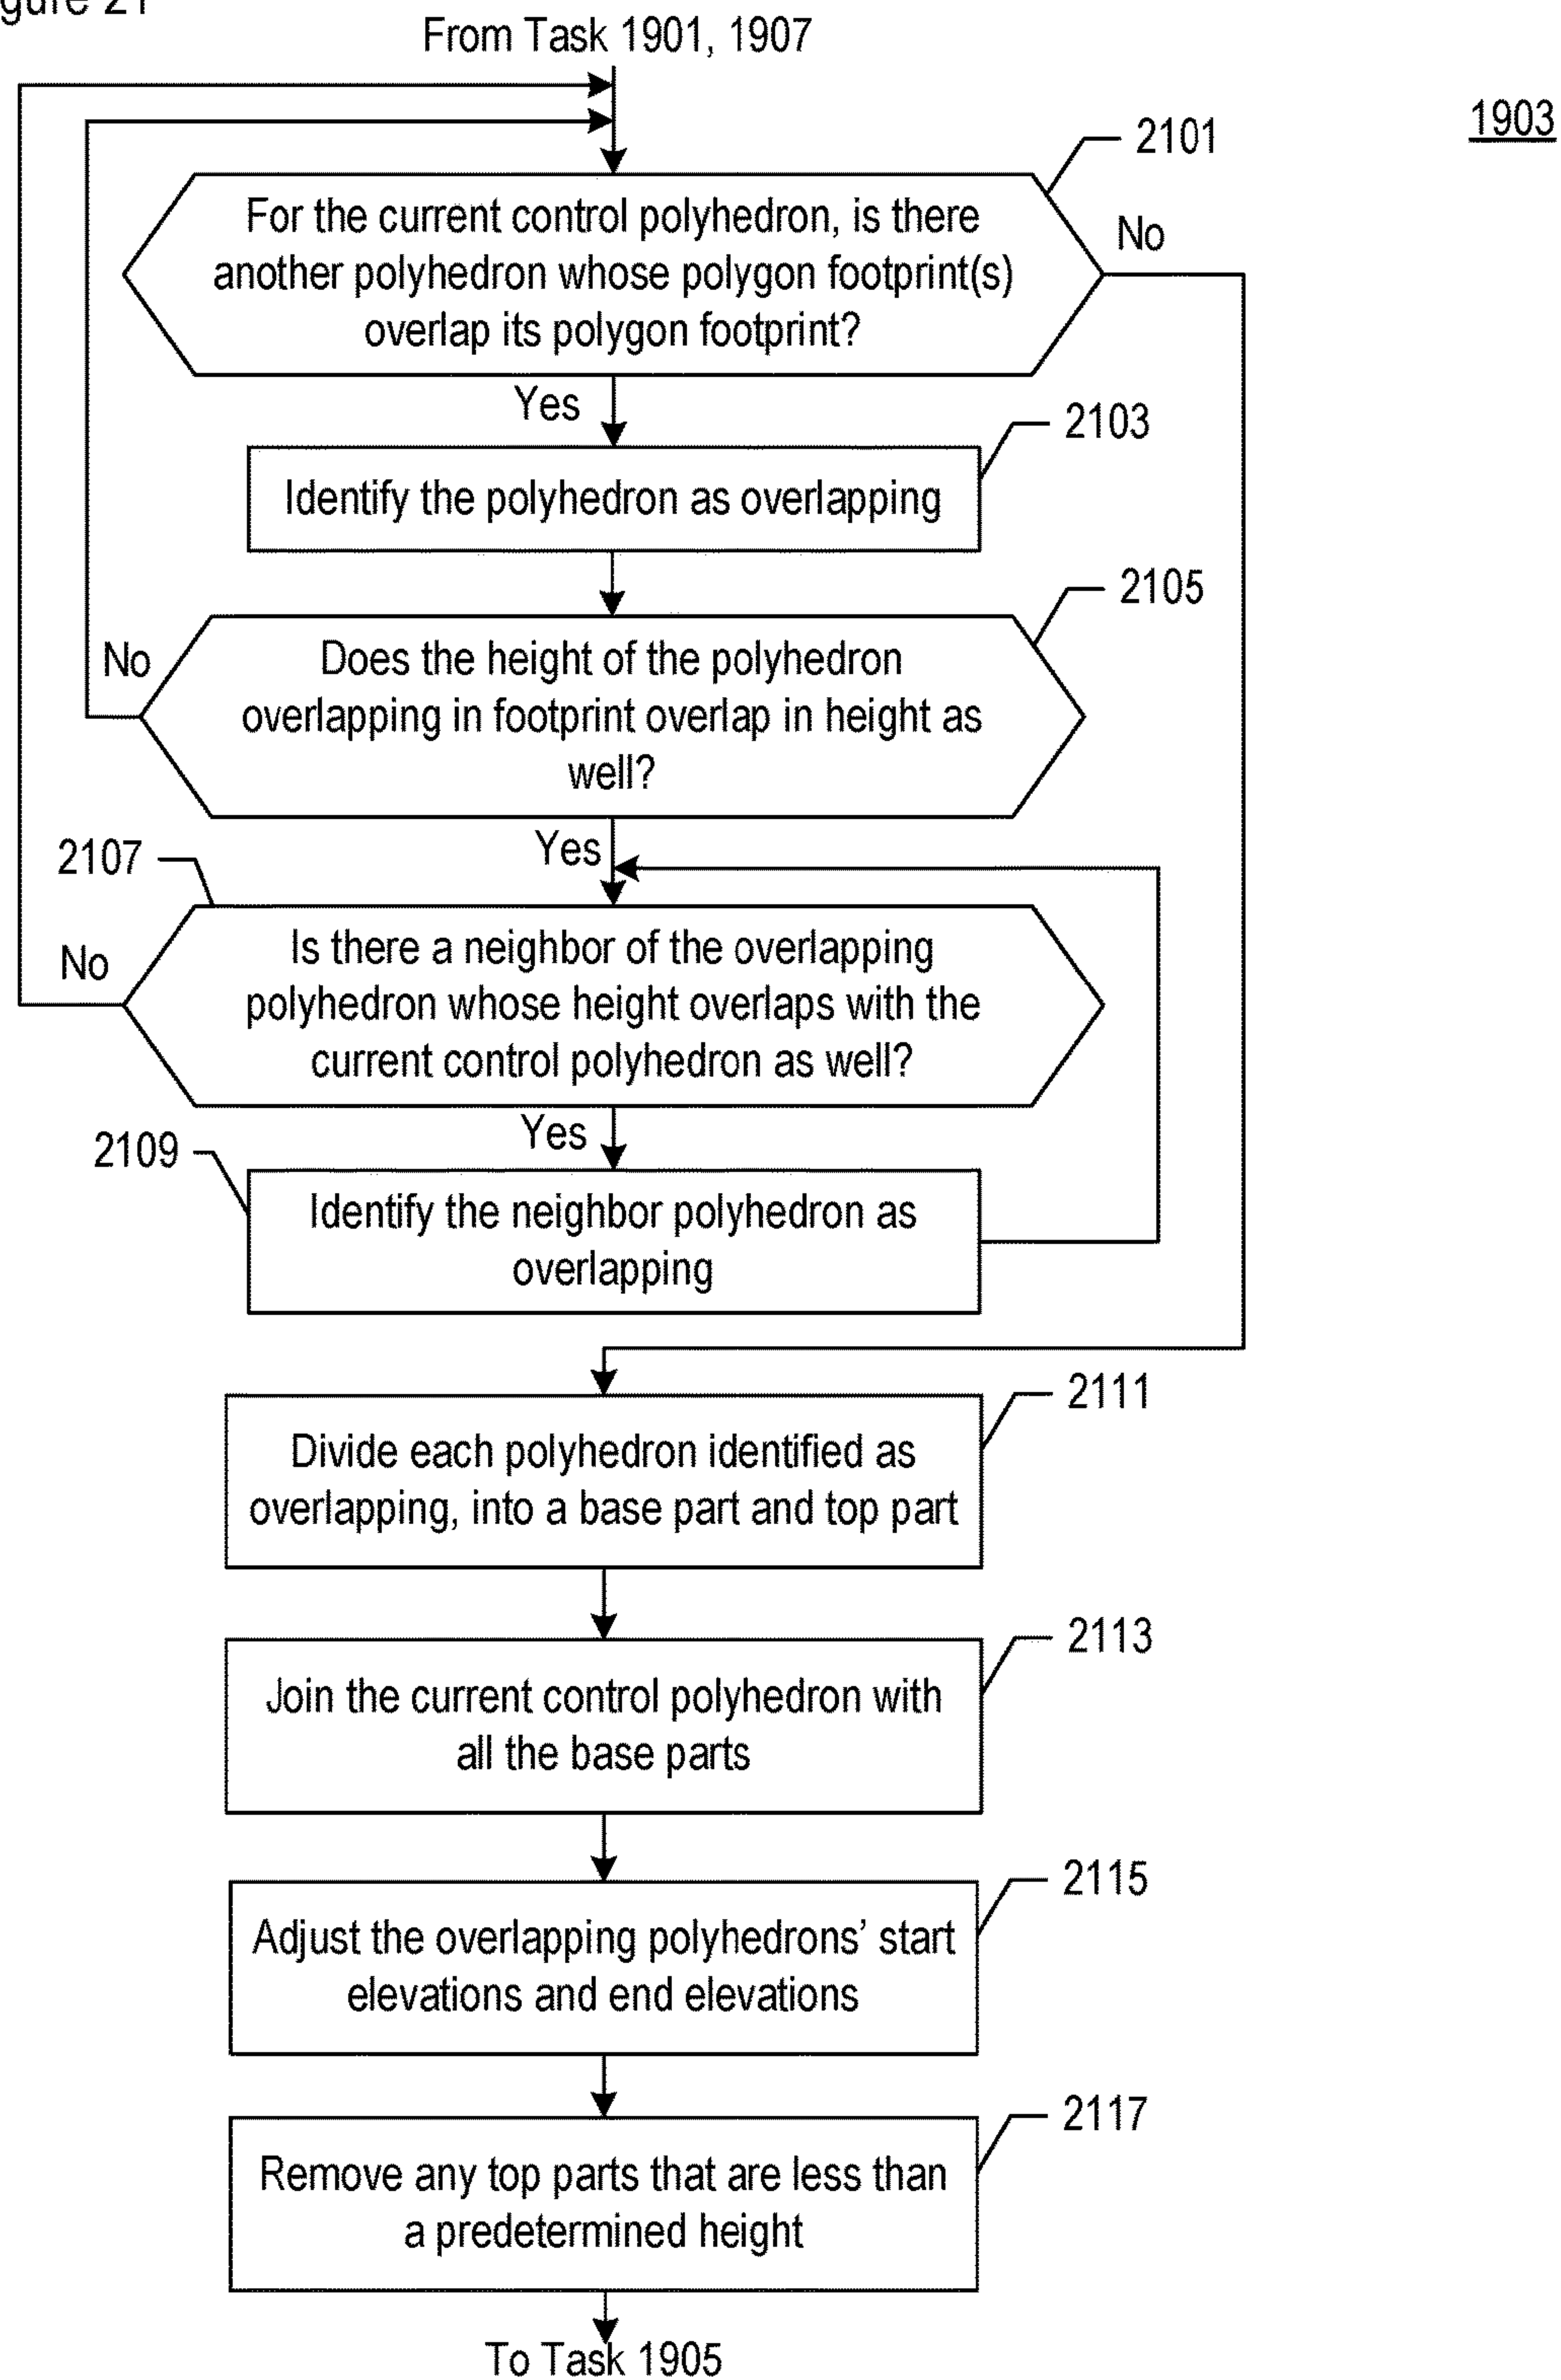 gure 21
From Task 1901, 1907
1903
2101
For the current control polyhedron, is there
another polyhedron whose polygon footprint(s)
overlap its polygon footprint?
No
Yes
2103
Identify the polyhedron as overlapping
2105
Does the height of the polyhedron
overlapping in footprint overlap in height as
well?
No
Yes
2107
Is there a neighbor of the overlapping
polyhedron whose height overlaps with the
current control polyhedron as well?
No
Yes
2109
Identify the neighbor polyhedron as
overlapping
2111
Divide each polyhedron identified as
overlapping, into a base part and top part
2113
Join the current control polyhedron with
all the base parts
2115
Adjust the overlapping polyhedrons’ start
elevations and end elevations
2117
Remove any top parts that are less than
a predetermined height
To Task 1905